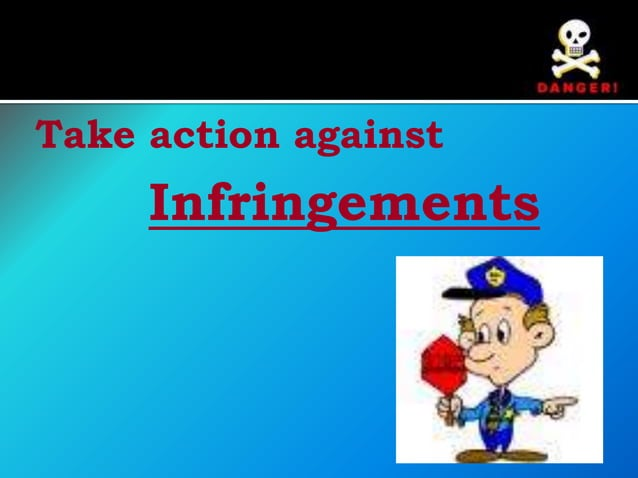 DANGER!
Take action against
Infringements